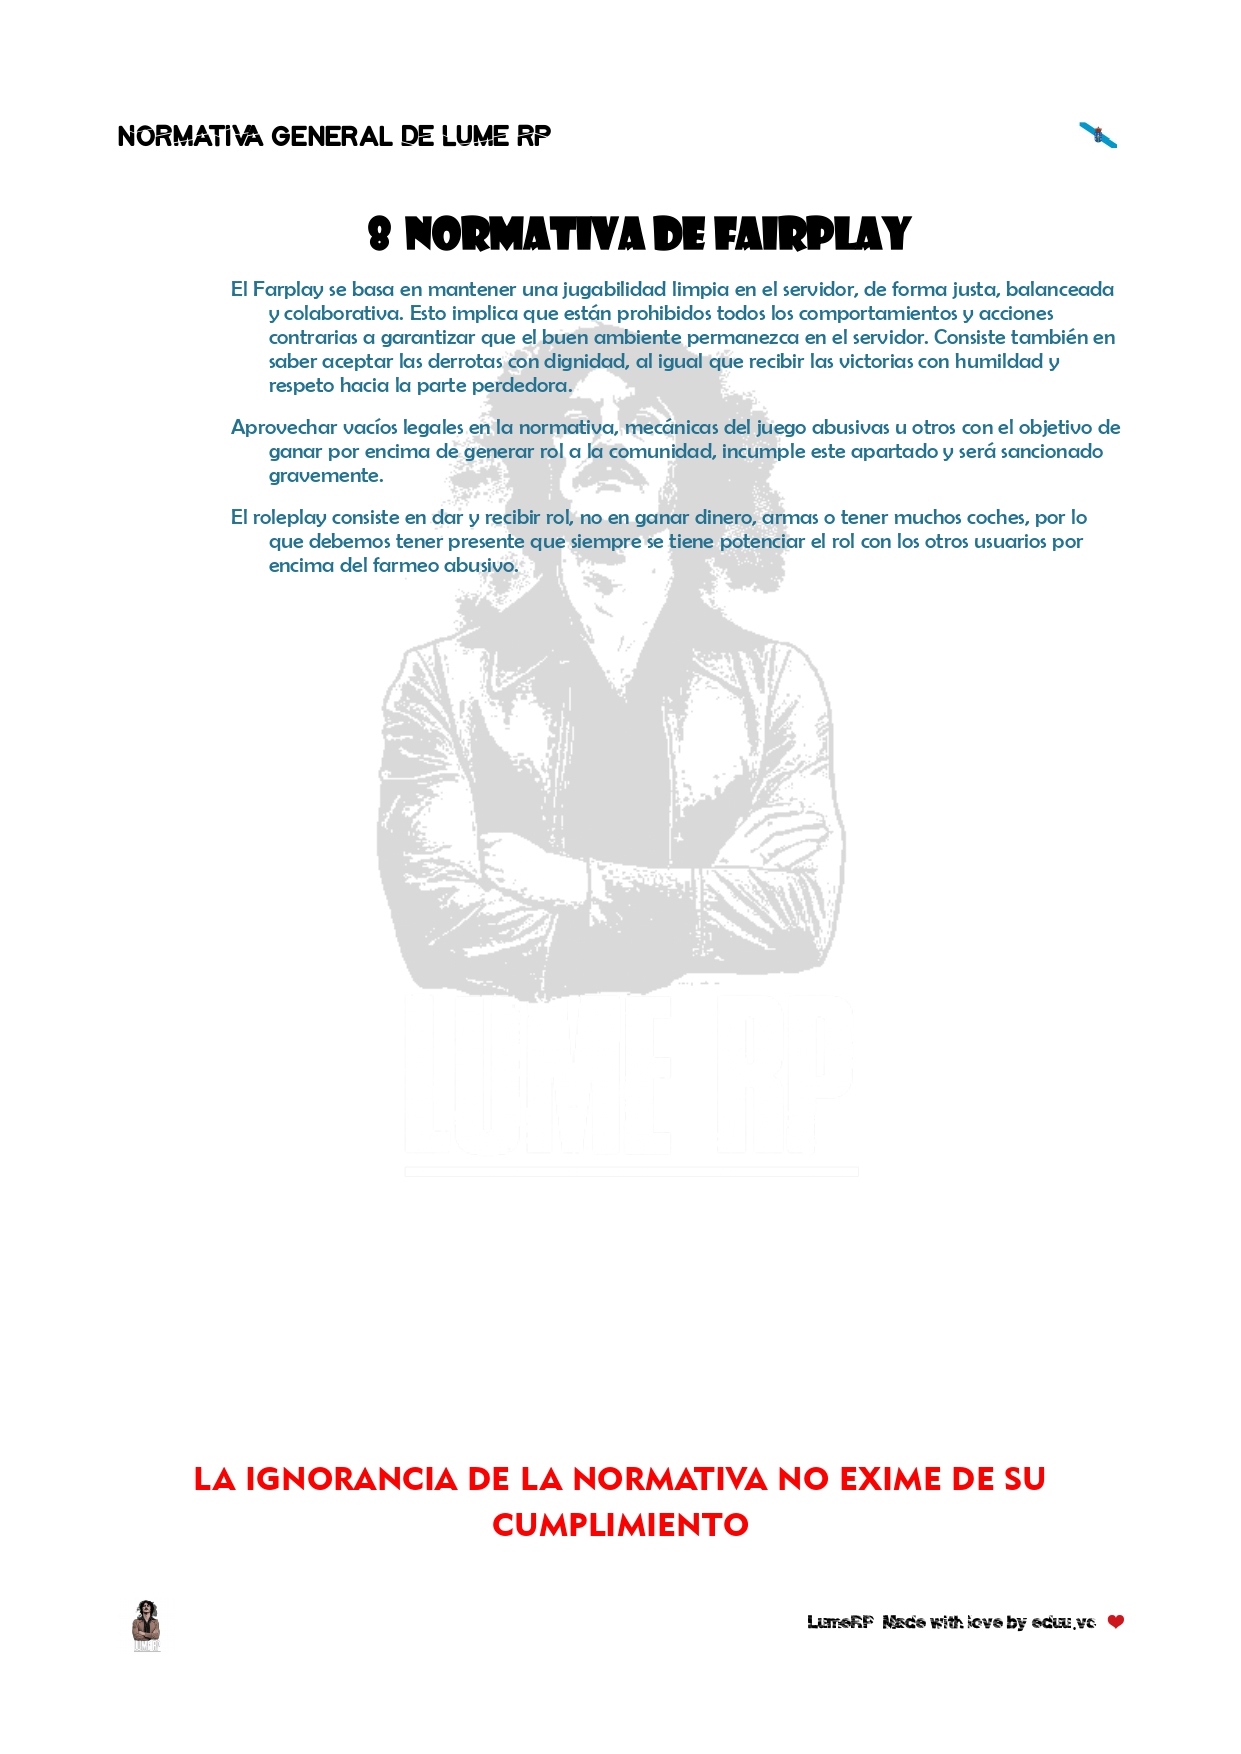 NORMATIVA GENERAL DE LUME RP
8 NORMATIVA DE FAIRPLAY
El Farplay se basa en mantener una jugabilidad limpia en el servidor, de forma justa, balanceada
y colaborativa. Esto implica que están prohibidos todos los comportamientos y acciones
contrarias a garantizar que el buen ambiente permanezca en el servidor. Consiste también en
saber aceptar las derrotas con dignidad, al igual que recibir las victorias con humildad y
respeto hacia la parte perdedora.
Aprovechar vacíos legales en la normativa, mecánicas del juego abusivas u otros con el objetivo de
ganar por encima de generar rol a la comunidad, incumple este apartado y será sancionado
gravemente.
El roleplay consiste en dar y recibir rol, no en ganar dinero, armas o tener muchos coches, por lo
que debemos tener presente que siempre se tiene potenciar el rol con los otros usuarios por
encima del farmeo abusivo.
LUME RP
LA IGNORANCIA DE LA NORMATIVA NO EXIME DE SU
CUMPLIMIENTO
LUME RP
LumeRP Made with love by eduu.vc